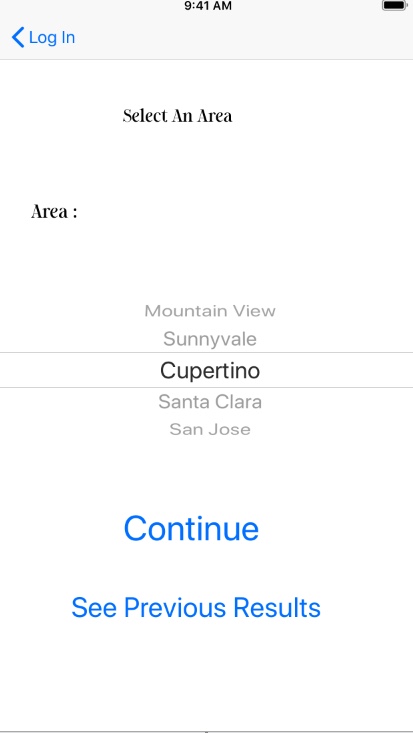 9:41 AM
Log In
Select An Area
Area :
Mountain View
Sunnyvale
Cupertino
Santa Clara
San Jose
Continue
See Previous Results